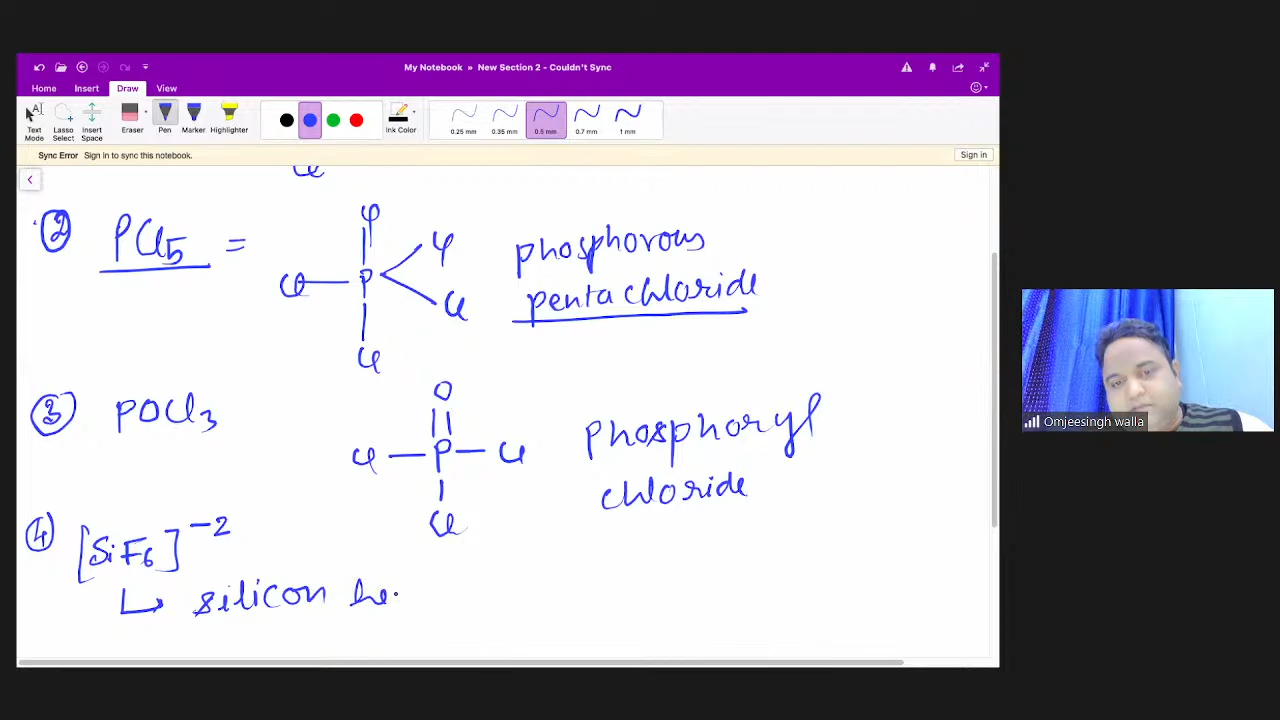 My Notebook » New Section 2 - Couldn't Sync
Home Insert Draw View
Text Mode Lasso Select Insert Space Eraser Pen Marker Highlighter Ink Color 0.25 mm 0.35 mm 0.5 mm 0.7 mm 1 mm
Sync Error Sign in to sync this notebook. Sign in
Cl
② PCl5 =
Cl
Cl
Cl P
Cl
Cl
phosphorous
pentachloride
③ POCl3
O
Cl P Cl
Cl
Phosphoryl
chloride
④ [SiF6]-2
silicon he
Omjeesingh walla